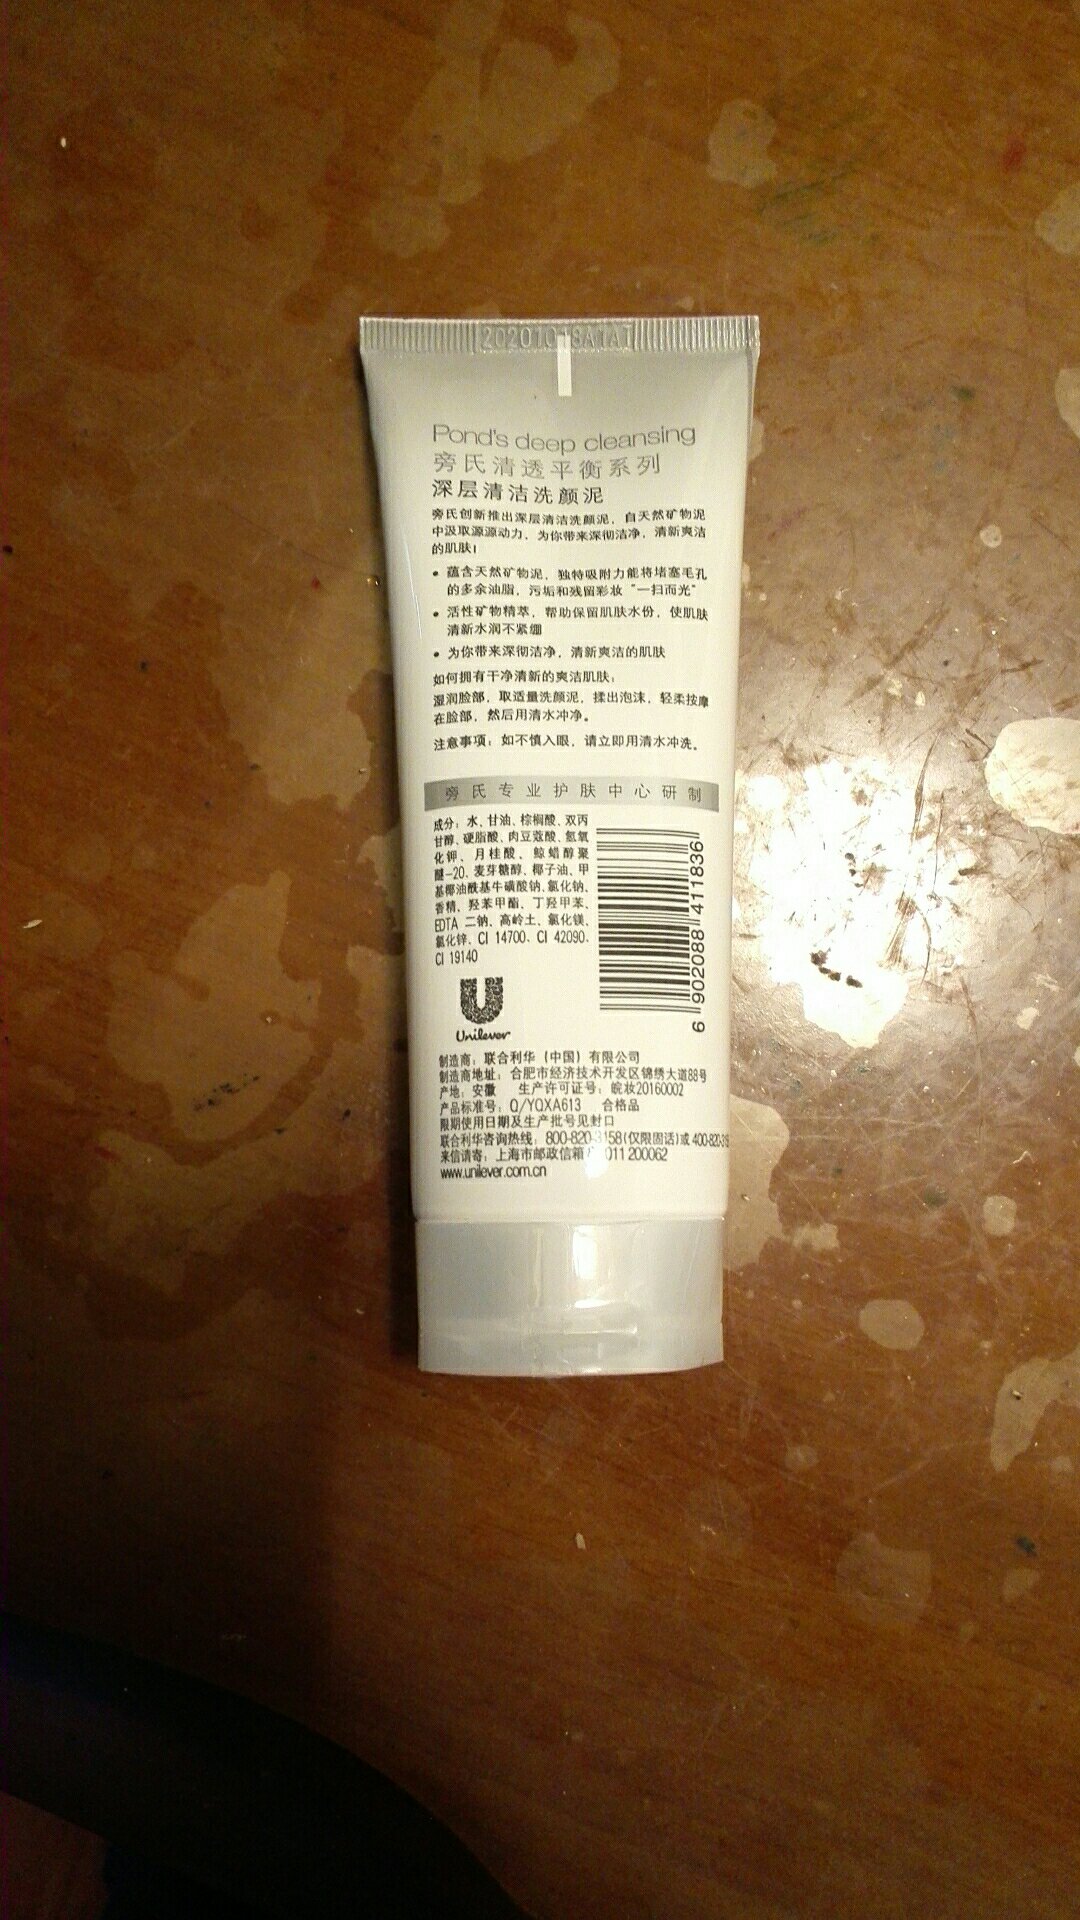 Pond's deep cleansing
旁氏清透平衡系列
深层清洁洗颜泥
旁氏创新推出深层清洁洗颜泥，自天然矿物泥
中汲取源源动力，为你带来深彻洁净，清新爽洁
的肌肤！
• 蕴含天然矿物泥，独特吸附力能将堵塞毛孔
的多余油脂，污垢和残留彩妆“一扫而光”
• 活性矿物精萃，帮助保留肌肤水份，使肌肤
清新水润不紧绷
• 为你带来深彻洁净，清新爽洁的肌肤
如何拥有干净清新的爽洁肌肤：
湿润脸部，取适量洗颜泥，揉出泡沫，轻柔按摩
在脸部，然后用清水冲净。
注意事项：如不慎入眼，请立即用清水冲洗。
旁氏专业护肤中心研制
成分：水、甘油、棕榈酸、双丙
甘醇、硬脂酸、肉豆蔻酸、氢氧
化钾、月桂酸、鲸蜡醇聚
醚-20、麦芽糖醇、椰子油、甲
基椰油酰基牛磺酸钠、氯化钠、
香精、羟苯甲酯、丁羟甲苯、
EDTA 二钠、高岭土、氯化镁、
氯化锌、CI 14700、CI 42090、
CI 19140
6 902088 411836
Unilever
制造商：联合利华（中国）有限公司
制造商地址：合肥市经济技术开发区锦绣大道88号
产地：安徽 生产许可证号：皖妆20160002
产品标准号：Q/YQXA613 合格品
限期使用日期及生产批号见封口
联合利华咨询热线：800-820-3158(仅限固话)或 400-820-
来信请寄：上海市邮政信箱 011 200062
www.unilever.com.cn